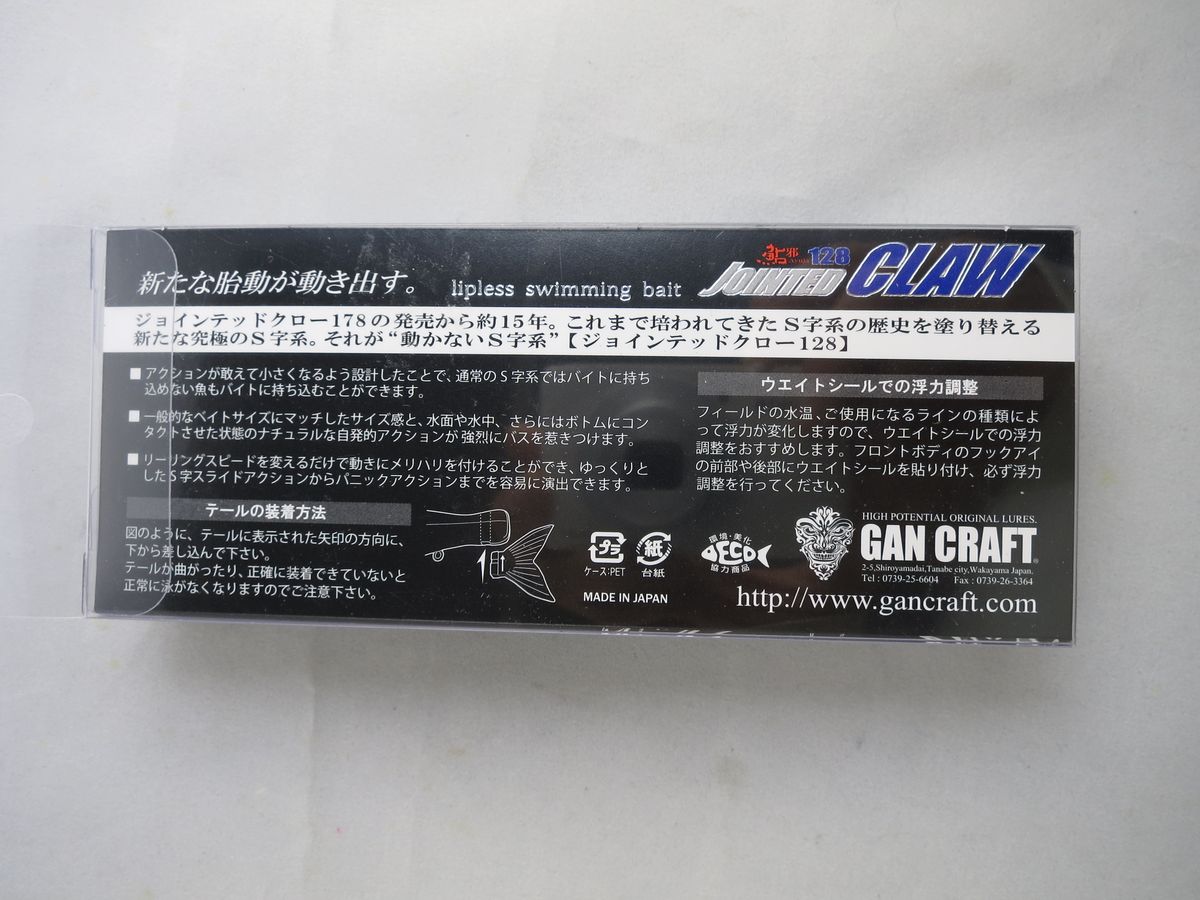 新たな胎動が動き出す。
lipless swimming bait
鮎邪 128
JOINTED CLAW
ジョインテッドクロー178の発売から約15年。これまで培われてきたS字系の歴史を塗り替える
新たな究極のS字系。それが“動かないS字系”【ジョインテッドクロー128】
■ アクションが敢えて小さくなるよう設計したことで、通常のS字系ではバイトに持ち
込めない魚もバイトに持ち込むことができます。
■ 一般的なベイトサイズにマッチしたサイズ感と、水面や水中、さらにはボトムにコン
タクトさせた状態のナチュラルな自発的アクションが強烈にバスを惹きつけます。
■ リーリングスピードを変えるだけで動きにメリハリを付けることができ、ゆっくりと
したS字スライドアクションからパニックアクションまでを容易に演出できます。
テールの装着方法
図のように、テールに表示された矢印の方向に、
下から差し込んで下さい。
テールが曲がったり、正確に装着できていないと
正常に泳がなくなりますのでご注意下さい。
ウエイトシールでの浮力調整
フィールドの水温、ご使用になるラインの種類によ
って浮力が変化しますので、ウエイトシールでの浮力
調整をおすすめします。フロントボディのフックアイ
の前部や後部にウエイトシールを貼り付け、必ず浮力
調整を行ってください。
プラ
ケース:PET
紙
台紙
環境・美化
ECO
協力商品
MADE IN JAPAN
HIGH POTENTIAL ORIGINAL LURES.
GAN CRAFT®
2-5,Shiroyamadai,Tanabe city,Wakayama Japan.
Tel : 0739-25-6604 Fax : 0739-26-3364
http://www.gancraft.com